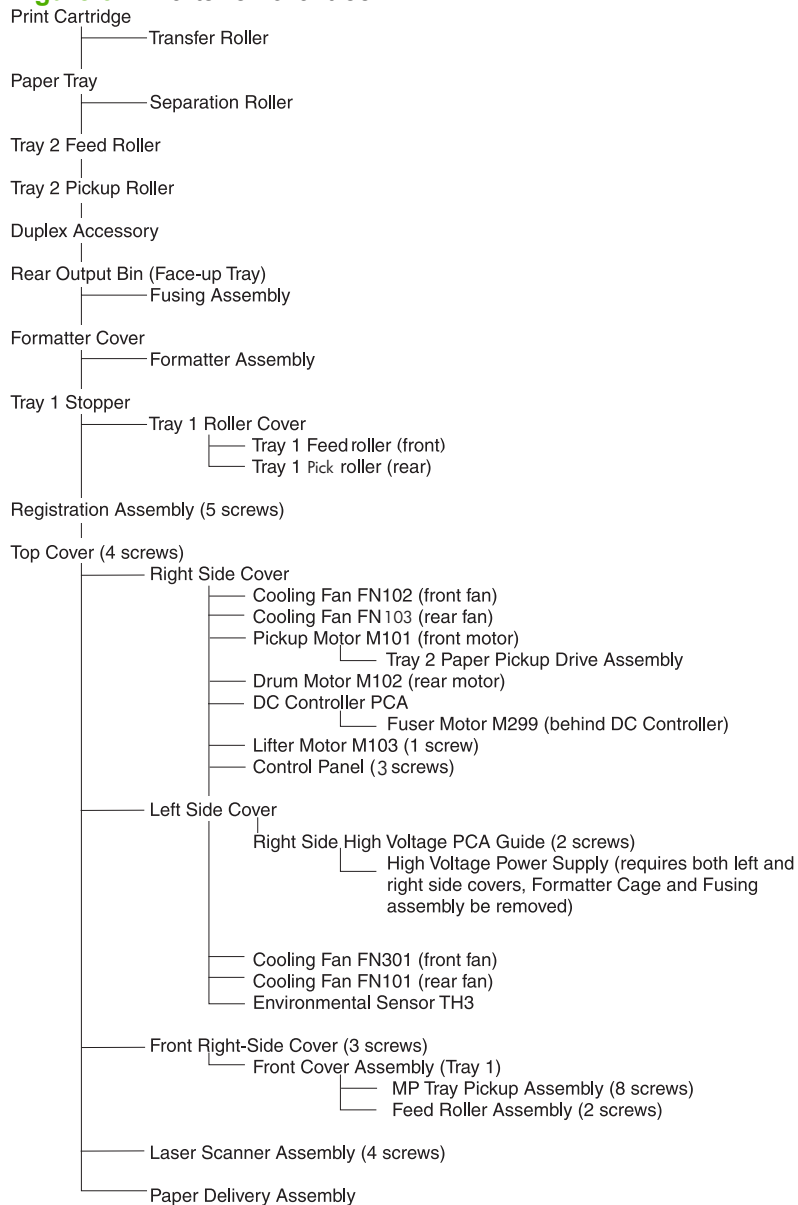 Print Cartridge
Transfer Roller
Paper Tray
Separation Roller
Tray 2 Feed Roller
Tray 2 Pickup Roller
Duplex Accessory
Rear Output Bin (Face-up Tray)
Fusing Assembly
Formatter Cover
Formatter Assembly
Tray 1 Stopper
Tray 1 Roller Cover
Tray 1 Feed roller (front)
Tray 1 Pick roller (rear)
Registration Assembly (5 screws)
Top Cover (4 screws)
Right Side Cover
Cooling Fan FN102 (front fan)
Cooling Fan FN103 (rear fan)
Pickup Motor M101 (front motor)
Tray 2 Paper Pickup Drive Assembly
Drum Motor M102 (rear motor)
DC Controller PCA
Fuser Motor M299 (behind DC Controller)
Lifter Motor M103 (1 screw)
Control Panel (3 screws)
Left Side Cover
Right Side High Voltage PCA Guide (2 screws)
High Voltage Power Supply (requires both left and
right side covers, Formatter Cage and Fusing
assembly be removed)
Cooling Fan FN301 (front fan)
Cooling Fan FN101 (rear fan)
Environmental Sensor TH3
Front Right-Side Cover (3 screws)
Front Cover Assembly (Tray 1)
MP Tray Pickup Assembly (8 screws)
Feed Roller Assembly (2 screws)
Laser Scanner Assembly (4 screws)
Paper Delivery Assembly